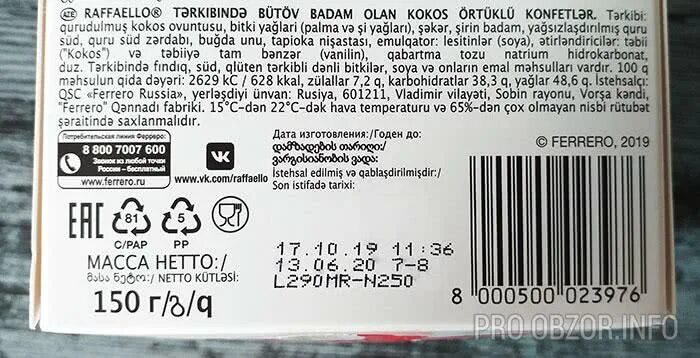 AZE RAFFAELLO® TƏRKIBINDƏ BÜTÖV BADAM OLAN KOKOS ÖRTÜKLÜ KONFETLƏR. Tərkibi:
qurudulmuş kokos ovuntusu, bitki yağlari (palma və şi yağları), şəkər, şirin badam, yağsızlaşdırılmış quru
süd, quru süd zərdabı, buğda unu, tapioka nişastası, emulqator: lesitinlər (soya), ətirləndiricilər: təbii
("Kokos") və təbiiyə tam bənzər (vanilin), qabartma tozu natrium hidrokarbonat,
duz. Tərkibində fındıq, süd, glüten tərkibli dənli bitkilər, soya və onların emal məhsulları vardır. 100 q
məhsulun qida dəyəri: 2629 kC / 628 kkal, zülallar 7,2 q, karbohidratlar 38,3 q, yağlar 48,6 q. İstehsalçı:
QSC «Ferrero Russia», yerləşdiyi ünvan: Rusiya, 601211, Vladimir vilayəti, Sobin rayonu, Vorşa kəndi,
"Ferrero" Qənnadı fabriki. 15°C–dən 22°C–dək hava temperaturu və 65%–dən çox olmayan nisbi rütubət
şəraitində saxlanmalıdır.
Потребительская линия Ферреро:
8 800 7007 600
Звонок из любой точки
России – бесплатный
www.ferrero.ru
www.vk.com/raffaello
Дата изготовления:/Годен до:
დამზადების თარიღი:/
ვარგისიანობის ვადა:
İstehsal edilmiş və qablaşdirilmişdir:/
Son istifadə tarixi:
© FERRERO, 2019
EAC
81
C/PAP
5
PP
МАССА НЕТТО:/
მასა ნეტო:/ NETTO KÜTLƏSİ:
150 г/გ/q
17.10.19 11:36
13.06.20 7-8
L290MR-N250
8 000500 023976
PRO-OBZOR.INFO